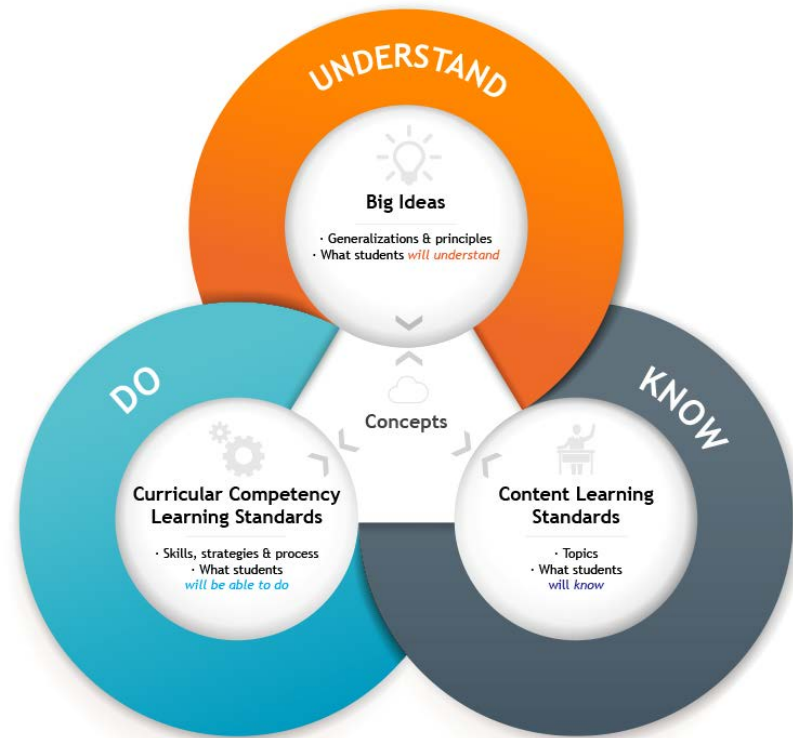 UNDERSTAND
Big Ideas
· Generalizations & principles
· What students will understand
DO
KNOW
Concepts
Curricular Competency
Learning Standards
· Skills, strategies & process
· What students
will be able to do
Content Learning
Standards
· Topics
· What students
will know